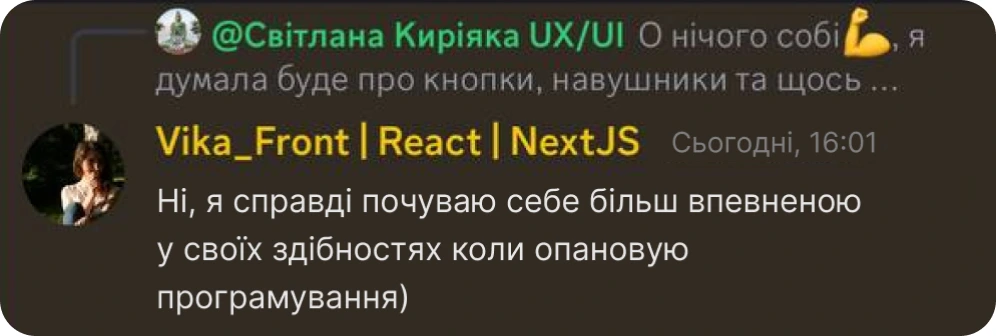 @Світлана Киріяка UX/UI О нічого собі💪, я
думала буде про кнопки, навушники та щось ...
Vika_Front | React | NextJS Сьогодні, 16:01
Ні, я справді почуваю себе більш впевненою
у своїх здібностях коли опановую
програмування)